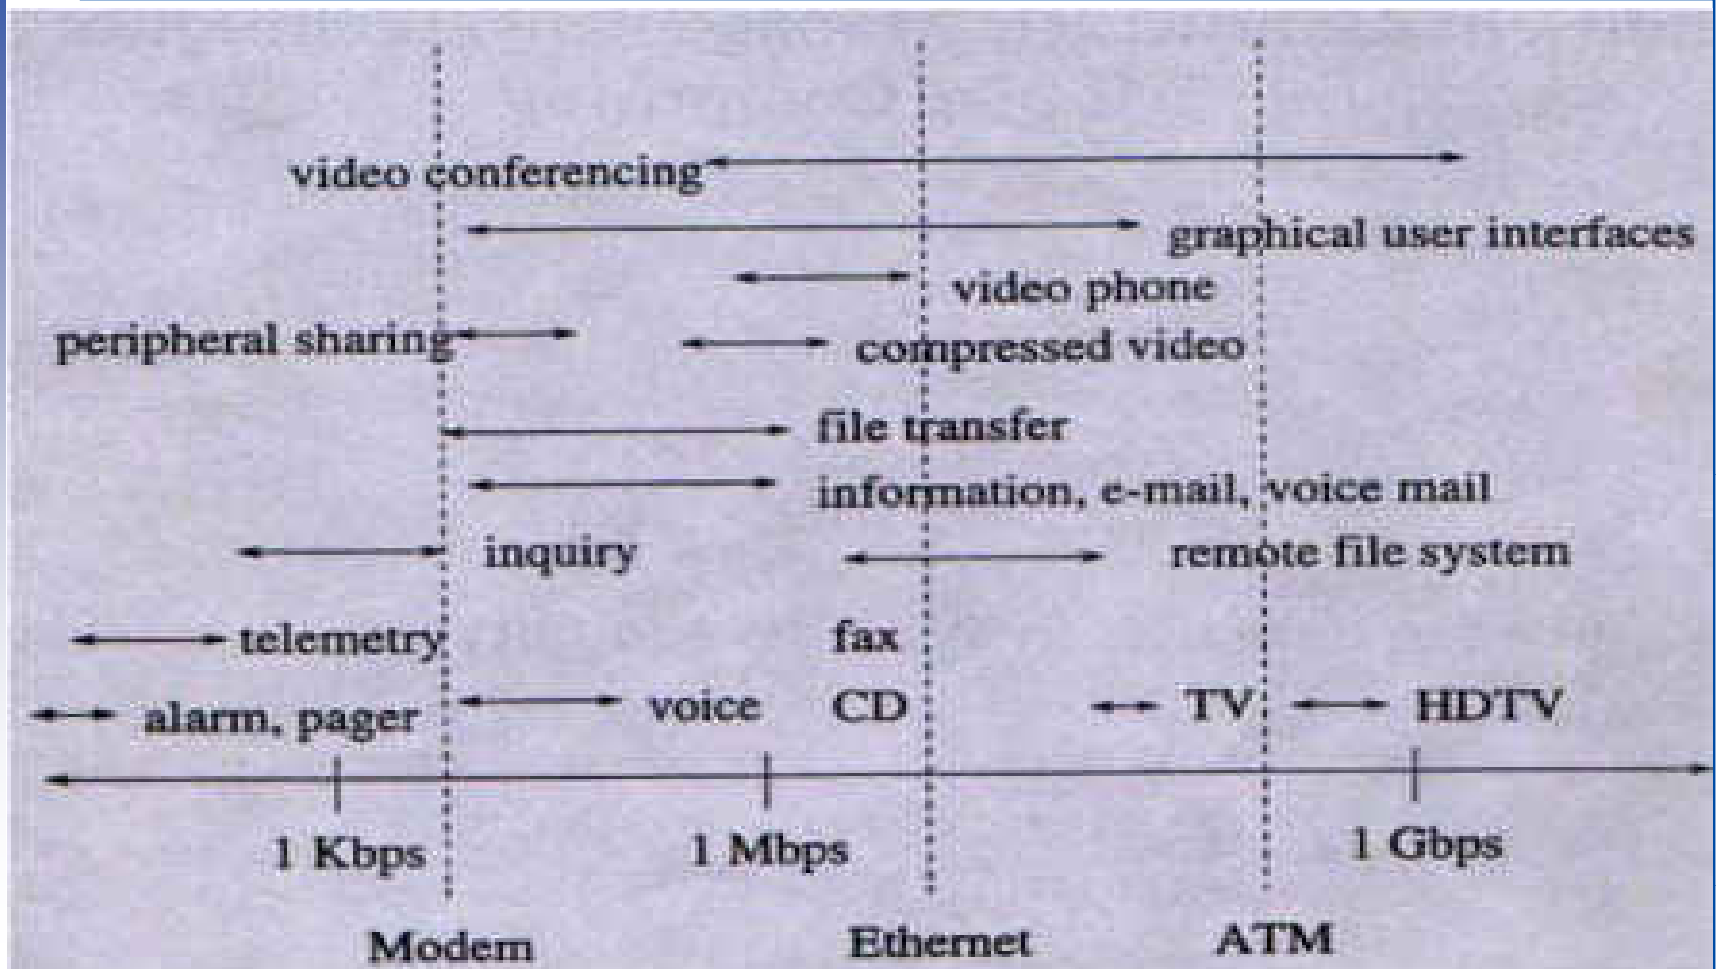 video conferencing
graphical user interfaces
video phone
peripheral sharing
compressed video
file transfer
information, e-mail, voice mail
inquiry
remote file system
telemetry
fax
alarm, pager
voice
CD
TV
HDTV
1 Kbps
1 Mbps
1 Gbps
Modem
Ethernet
ATM